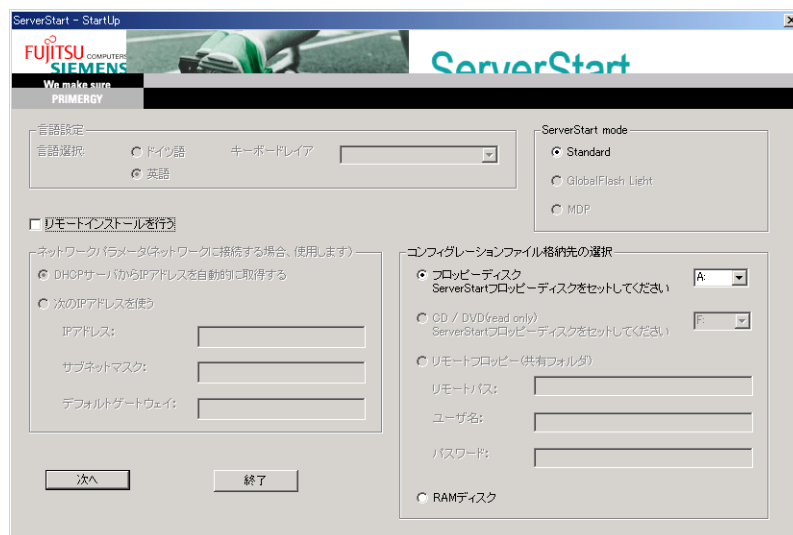 ServerStart - StartUp
FUJITSU COMPUTERS
SIEMENS
ServerStart
We make sure
PRIMERGY
言語設定
言語選択:
ドイツ語
キーボードレイア
英語
ServerStart mode
Standard
GlobalFlash Light
MDP
リモートインストールを行う
ネットワークパラメータ(ネットワークに接続する場合、使用します)
DHCPサーバからIPアドレスを自動的に取得する
次のIPアドレスを使う
IPアドレス:
サブネットマスク:
デフォルトゲートウェイ:
次へ
終了
コンフィグレーションファイル格納先の選択
フロッピーディスク
A:
ServerStartフロッピーディスクをセットしてください
CD / DVD(read only)
F:
ServerStartフロッピーディスクをセットしてください
リモートフロッピー(共有フォルダ)
リモートパス:
ユーザ名:
パスワード:
RAMディスク